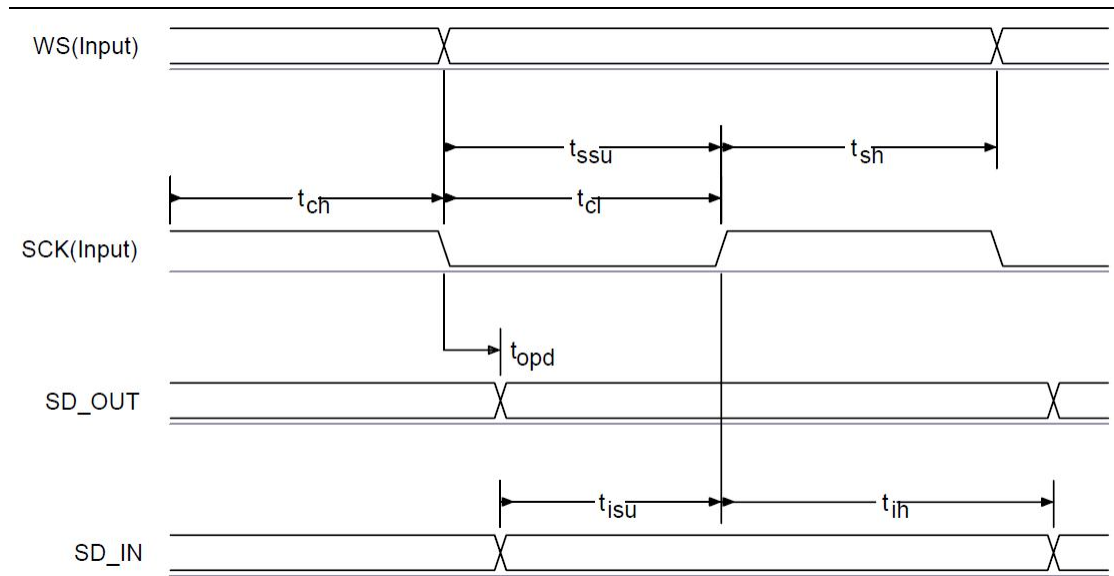 WS(Input)
tssu
tsh
tch
tcl
SCK(Input)
topd
SD_OUT
tisu
tih
SD_IN